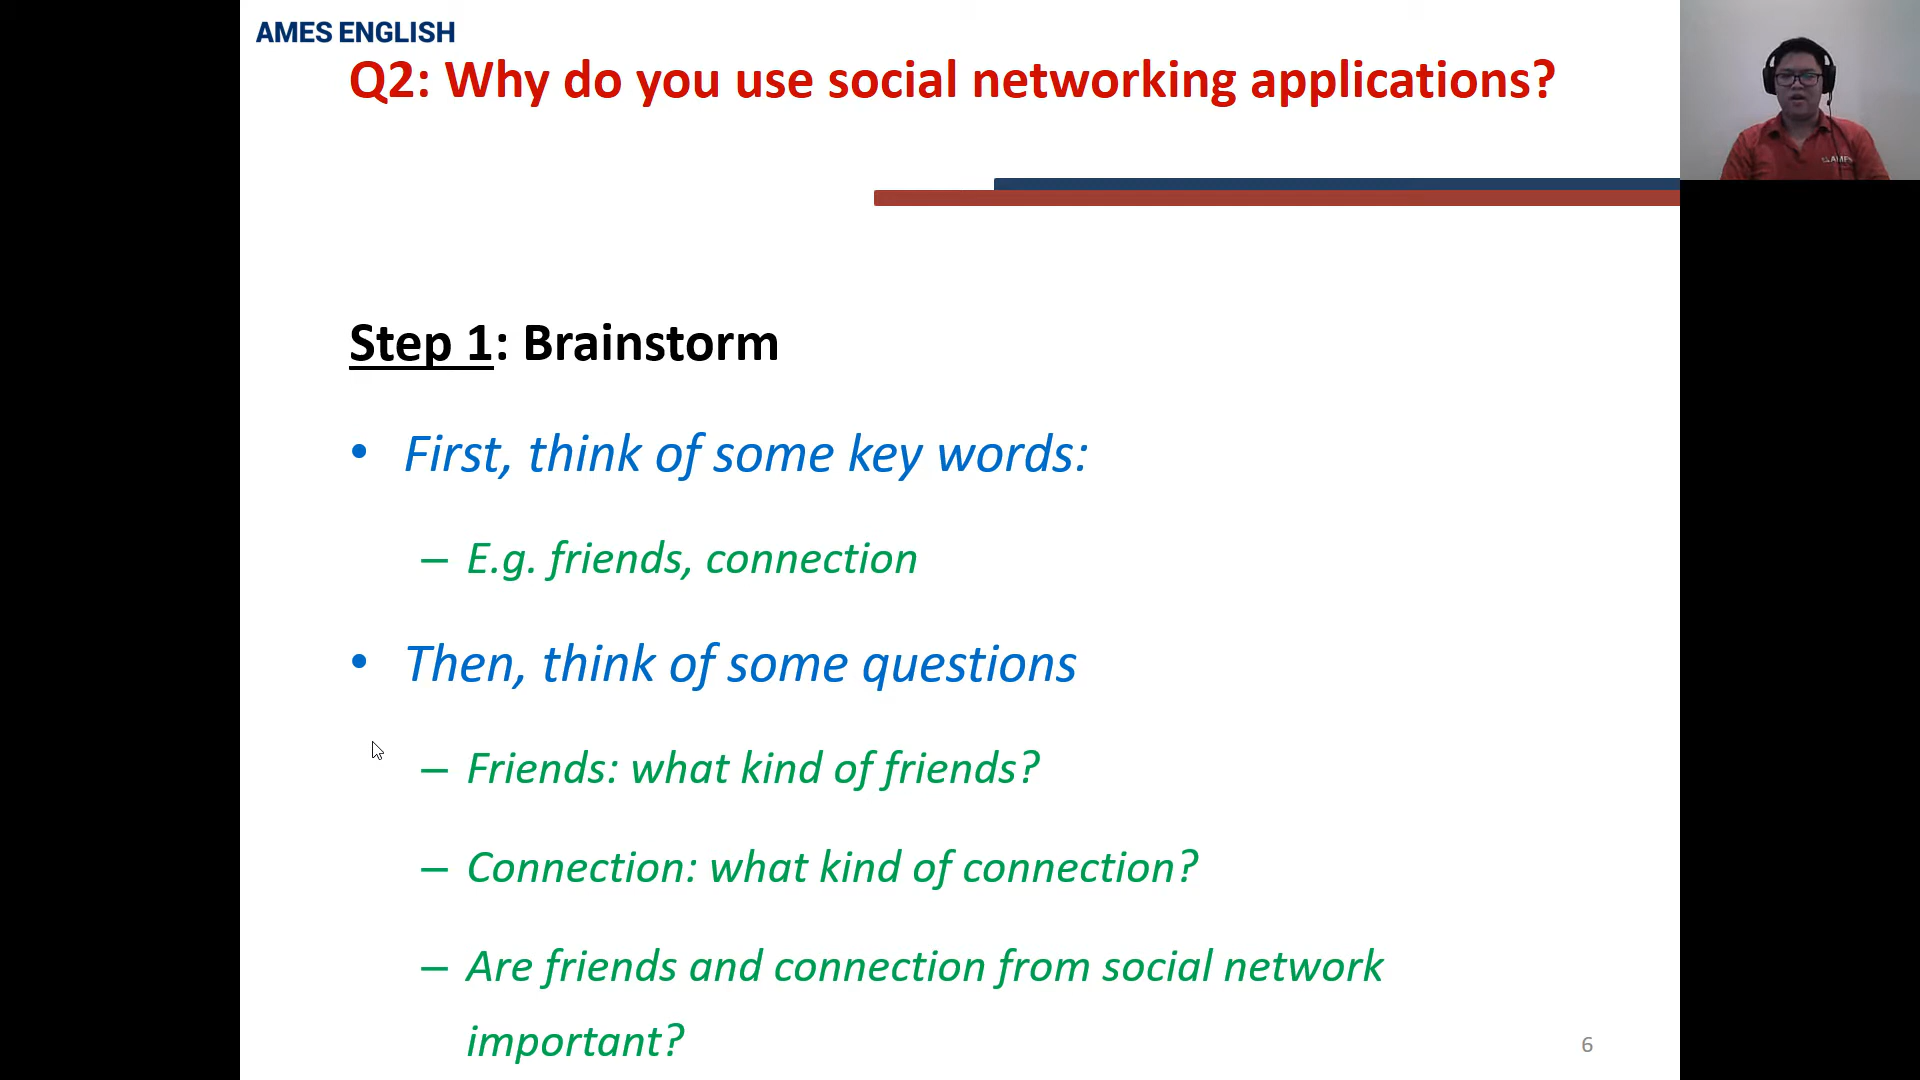 AMES ENGLISH
Q2: Why do you use social networking applications?
Step 1: Brainstorm
• First, think of some key words:
– E.g. friends, connection
• Then, think of some questions
– Friends: what kind of friends?
– Connection: what kind of connection?
– Are friends and connection from social network
important?
6
AMES